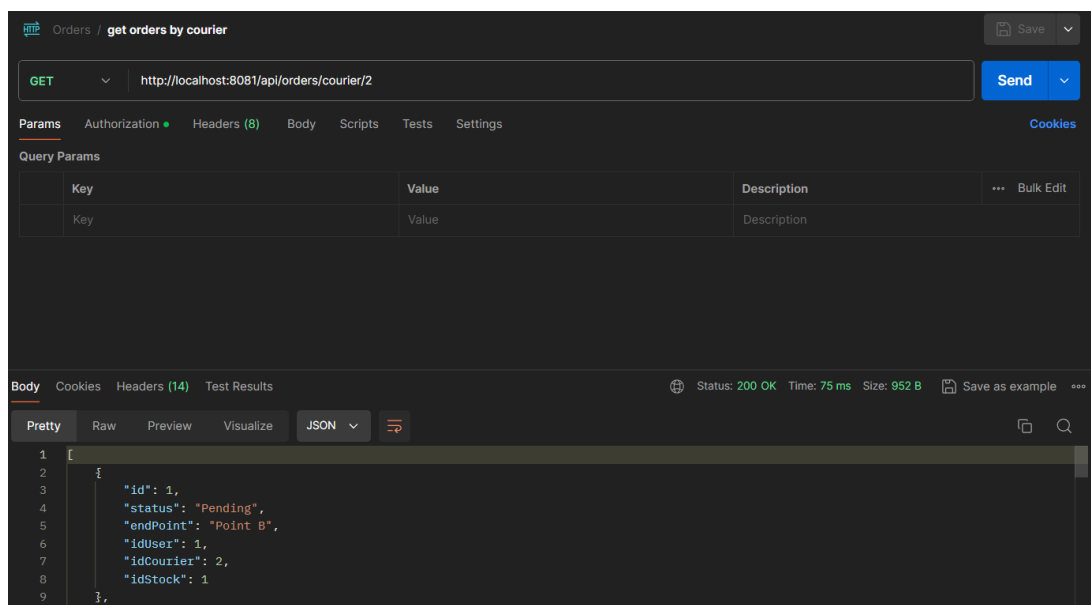 HTTP Orders / get orders by courier Save
GET http://localhost:8081/api/orders/courier/2 Send
Params Authorization Headers (8) Body Scripts Tests Settings Cookies
Query Params
Key Value Description ••• Bulk Edit
Key Value Description
Body Cookies Headers (14) Test Results Status: 200 OK Time: 75 ms Size: 952 B Save as example •••
Pretty Raw Preview Visualize JSON
1 [
2 {
3 "id": 1,
4 "status": "Pending",
5 "endPoint": "Point B",
6 "idUser": 1,
7 "idCourier": 2,
8 "idStock": 1
9 },